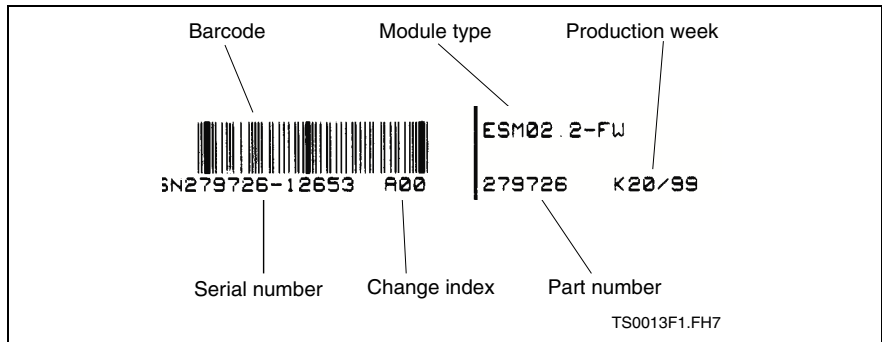 Barcode Module type Production week
ESM02.2-FW
SN279726-12653 A00 279726 K20/99
Serial number Change index Part number
TS0013F1.FH7